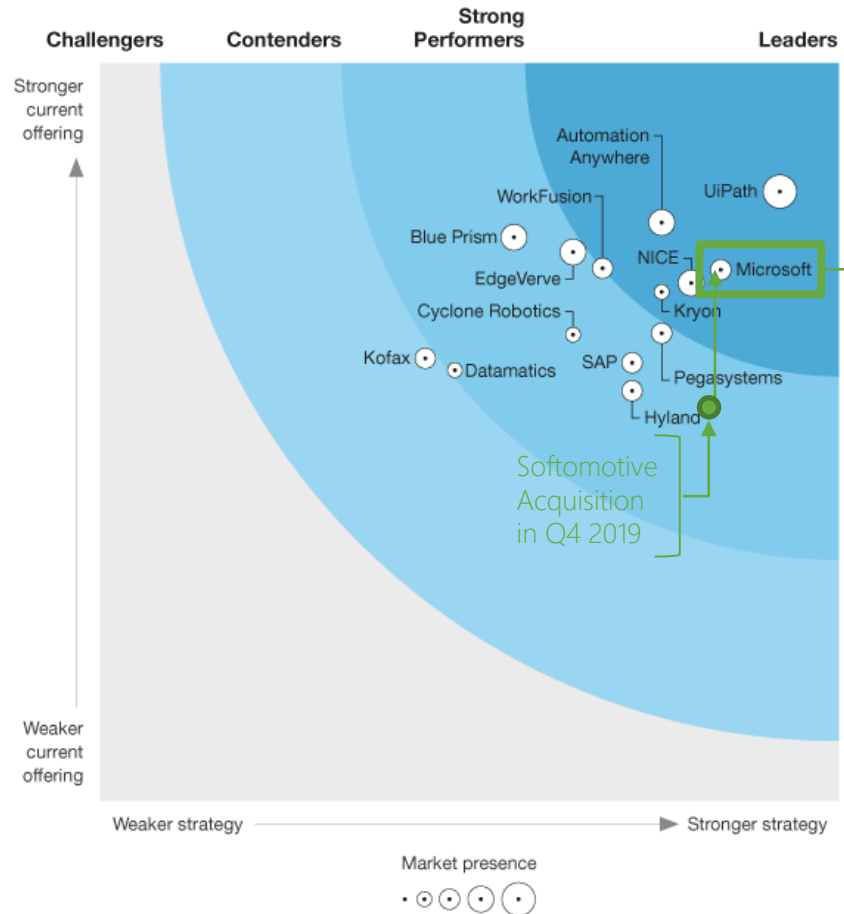 Challengers
Contenders
Strong
Performers
Leaders
Stronger
current
offering
Automation
Anywhere
UiPath
WorkFusion
Blue Prism
NICE
Microsoft
EdgeVerve
Kryon
Cyclone Robotics
Kofax
Datamatics
SAP
Pegasystems
Hyland
Softomotive
Acquisition
in Q4 2019
Weaker
current
offering
Weaker strategy
Stronger strategy
Market presence